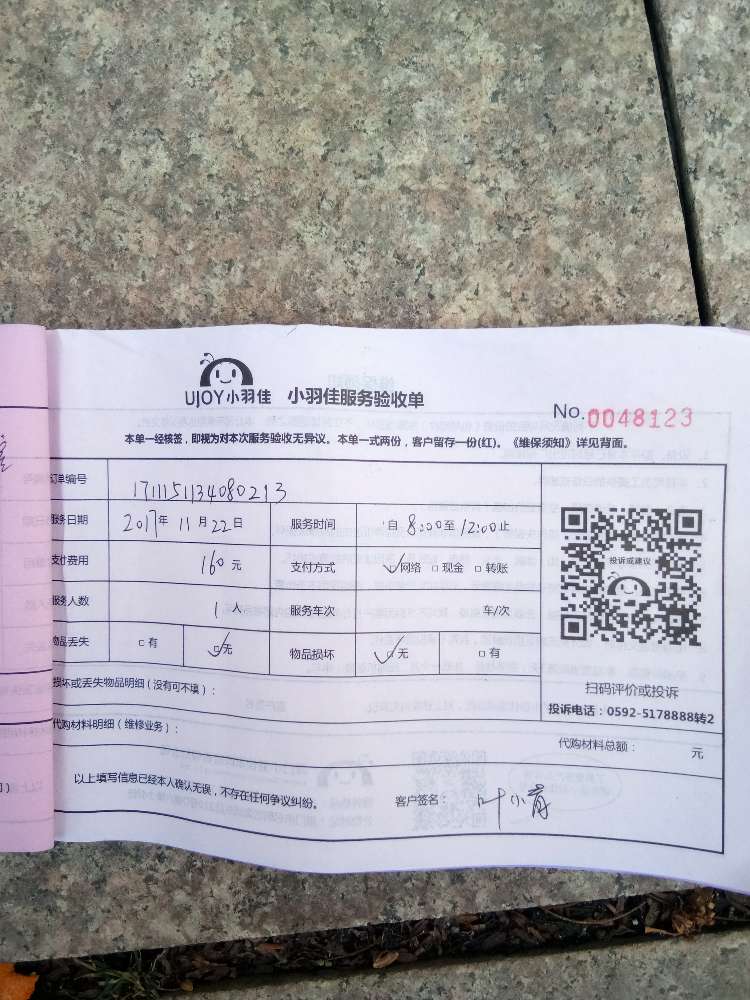 UJOY小羽佳 小羽佳服务验收单
No.0048123
本单一经核签，即视为对本次服务验收无异议。本单一式两份，客户留存一份(红)。《维保须知》详见背面。
订单编号 1711151134080213
服务日期 2017年 11月 22日 服务时间 自 8:00至 12:00止
支付费用 160元 支付方式 ✓网络 □现金 □转账
服务人数 1人 服务车次 车/次
物品丢失 □有 ☑无 物品损坏 ☑无 □有
投诉或建议
扫码评价或投诉
投诉电话：0592-5178888转2
损坏或丢失物品明细（没有可不填）：
代购材料明细（维修业务）：
代购材料总额： 元
以上填写信息已经本人确认无误，不存在任何争议纠纷。 客户签名： 叶小青